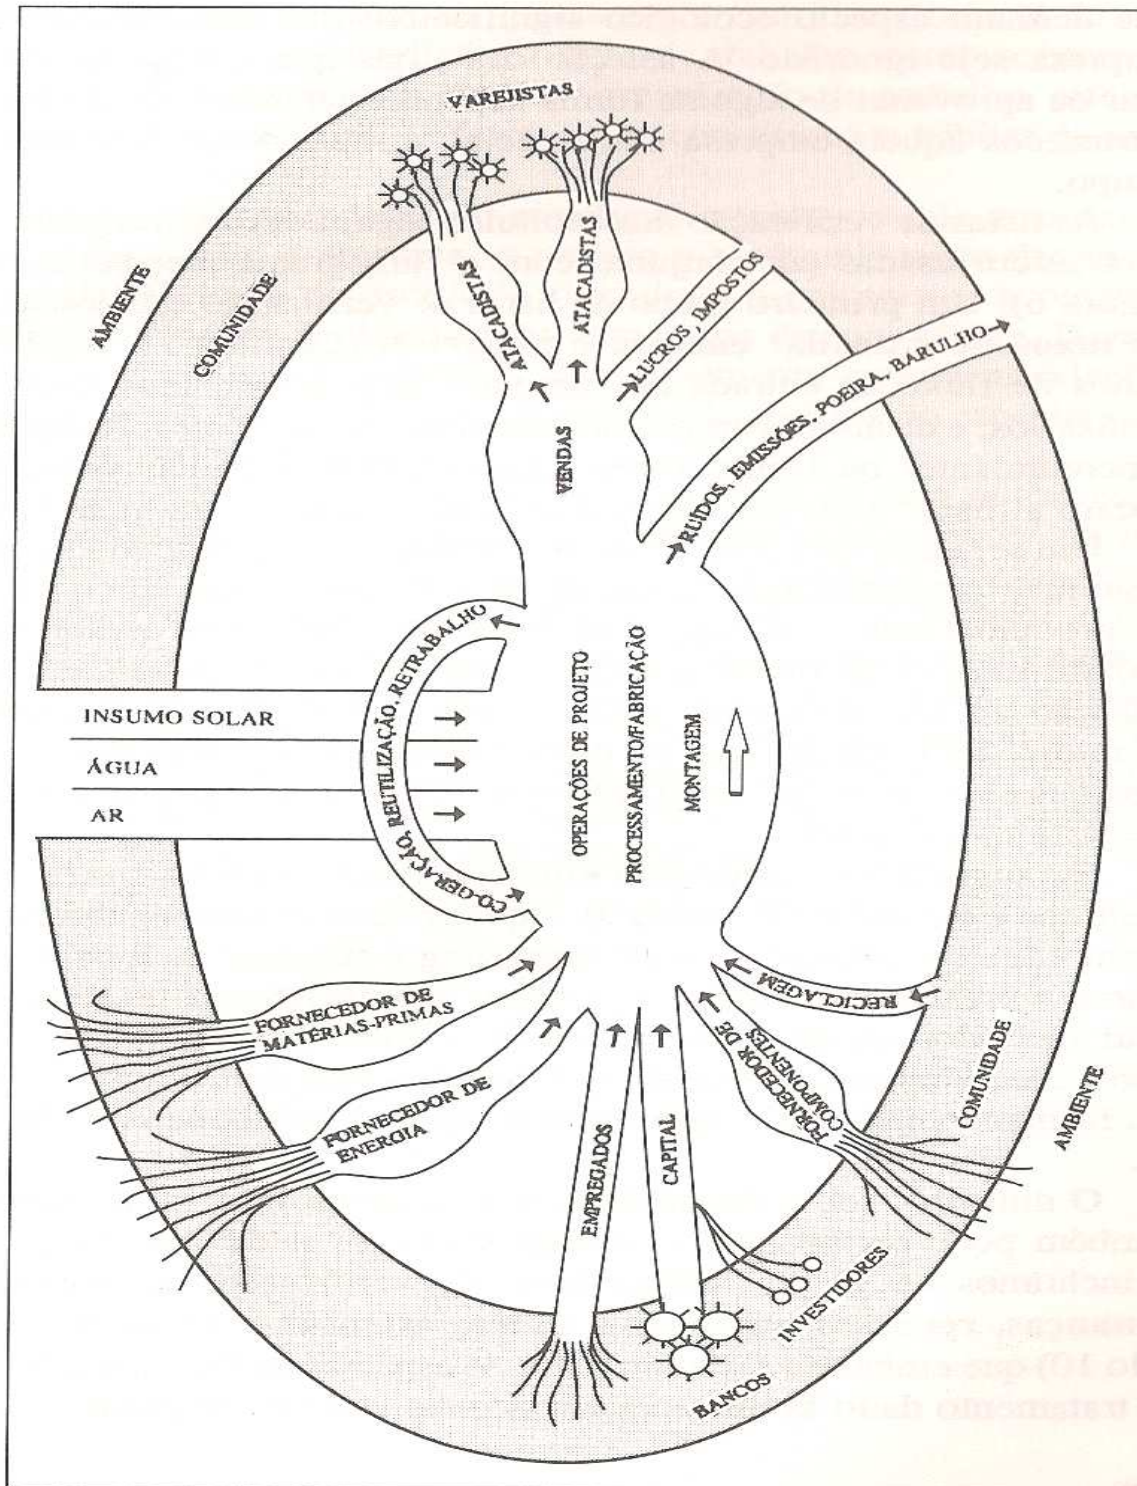 VAREJISTAS
AMBIENTE
COMUNIDADE
ATACADISTAS
ATACADISTAS
LUCROS, IMPOSTOS
RUÍDOS, EMISSÕES, POEIRA, BARULHO
VENDAS
CO-GERAÇÃO, REUTILIZAÇÃO, RETRABALHO
INSUMO SOLAR
ÁGUA
AR
OPERAÇÕES DE PROJETO
PROCESSAMENTO/FABRICAÇÃO
MONTAGEM
FORNECEDOR DE
MATÉRIAS-PRIMAS
FORNECEDOR DE
ENERGIA
EMPREGADOS
CAPITAL
FORNECEDOR DE
COMPONENTES
RECICLAGEM
COMUNIDADE
AMBIENTE
INVESTIDORES
BANCOS